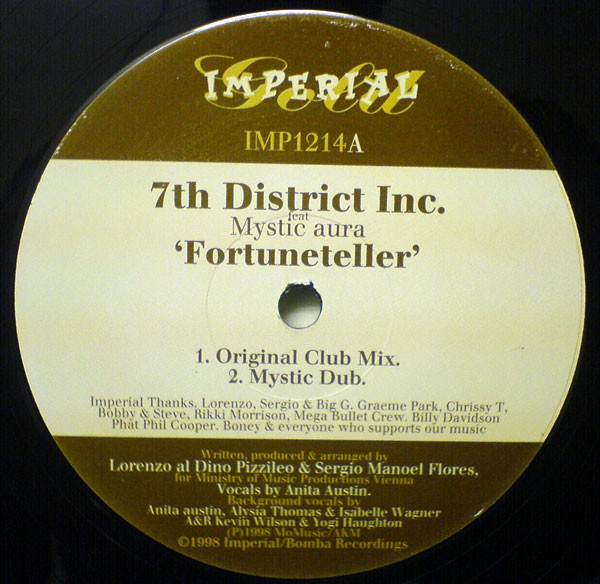 IMPERIAL
Gold
IMP1214A
7th District Inc.
feat
Mystic aura
‘Fortuneteller’
1. Original Club Mix.
2. Mystic Dub.
Imperial Thanks. Lorenzo, Sergio & Big G. Graeme Park, Chrissy T,
Bobby & Steve, Rikki Morrison, Mega Bullet Crew. Billy Davidson
Phat Phil Cooper. Boney & everyone who supports our music
Written, produced & arranged by
Lorenzo al Dino Pizzileo & Sergio Manoel Flores,
for Ministry of Music Productions Vienna
Vocals by Anita Austin.
Background vocals by
Anita austin, Alysia Thomas & Isabelle Wagner
A&R Kevin Wilson & Yogi Haughton
(P)1998 MoMusic/AKM
©1998 Imperial/Bomba Recordings